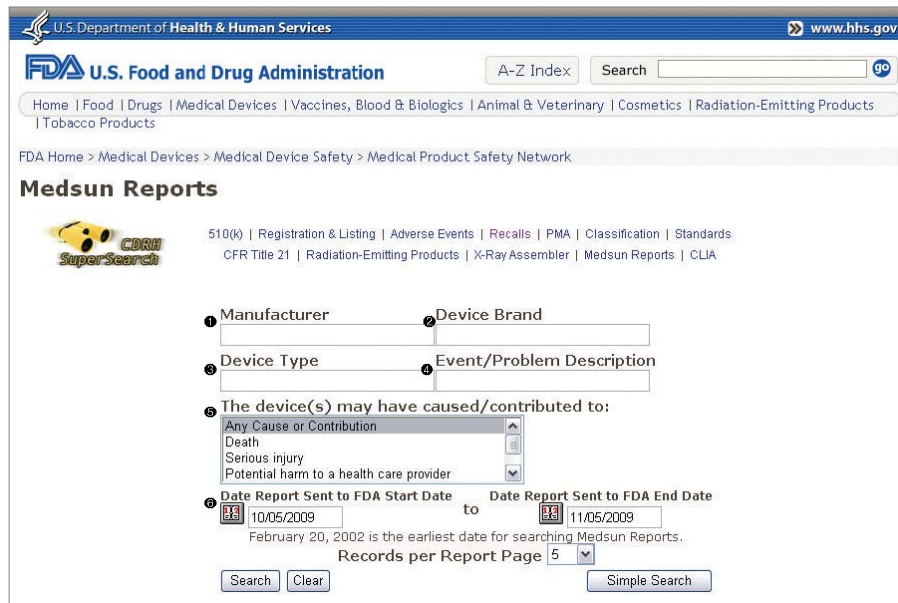 U.S. Department of Health & Human Services www.hhs.gov
FDA U.S. Food and Drug Administration A-Z Index Search go
Home | Food | Drugs | Medical Devices | Vaccines, Blood & Biologics | Animal & Veterinary | Cosmetics | Radiation-Emitting Products
| Tobacco Products
FDA Home > Medical Devices > Medical Device Safety > Medical Product Safety Network
Medsun Reports
CDRH
SuperSearch
510(k) | Registration & Listing | Adverse Events | Recalls | PMA | Classification | Standards
CFR Title 21 | Radiation-Emitting Products | X-Ray Assembler | Medsun Reports | CLIA
❶ Manufacturer ❷ Device Brand
❸ Device Type ❹ Event/Problem Description
❺ The device(s) may have caused/contributed to:
Any Cause or Contribution
Death
Serious injury
Potential harm to a health care provider
❻ Date Report Sent to FDA Start Date to Date Report Sent to FDA End Date
10/05/2009 11/05/2009
February 20, 2002 is the earliest date for searching Medsun Reports.
Records per Report Page 5
Search Clear Simple Search